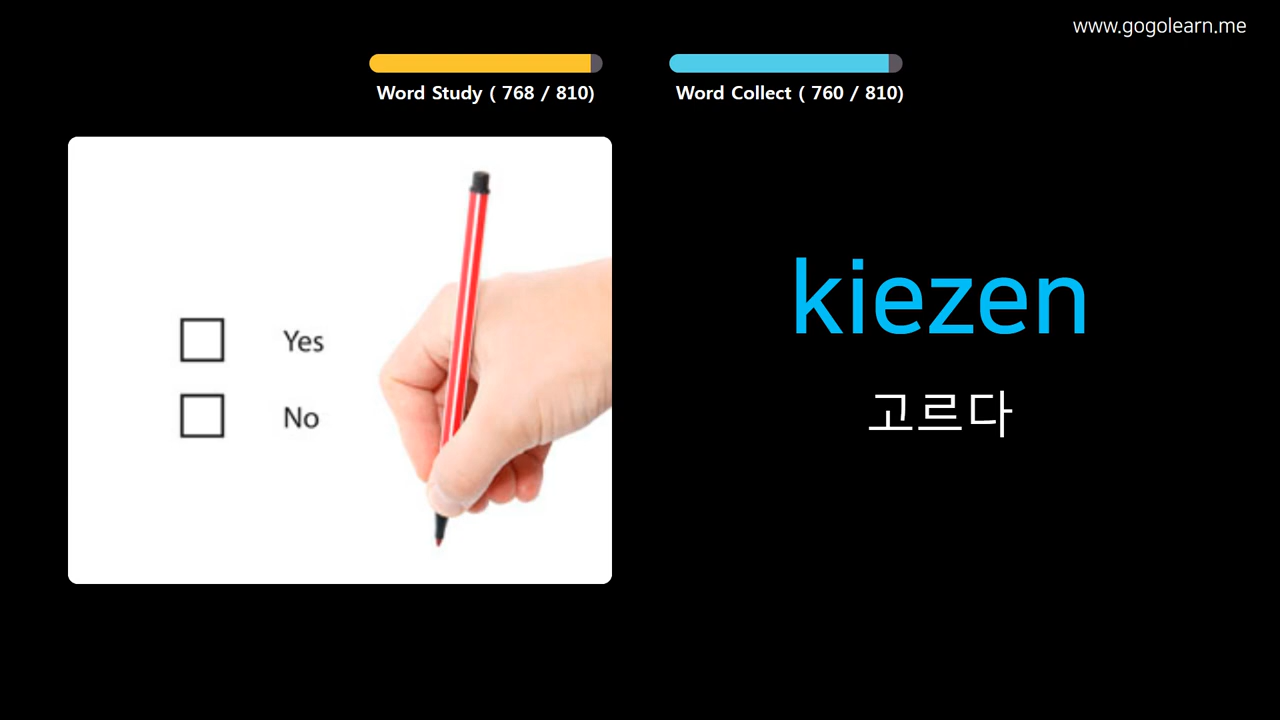 www.gogolearn.me
Word Study ( 768 / 810)
Word Collect ( 760 / 810)
Yes
No
kiezen
고르다